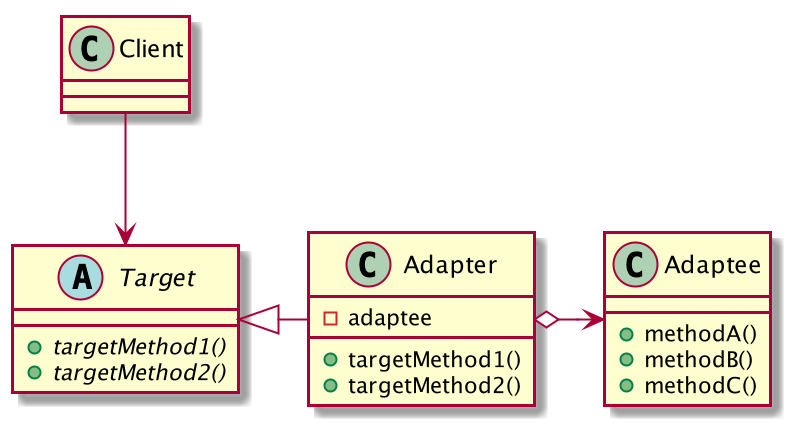 C Client
A Target
targetMethod1()
targetMethod2()
C Adapter
adaptee
targetMethod1()
targetMethod2()
C Adaptee
methodA()
methodB()
methodC()